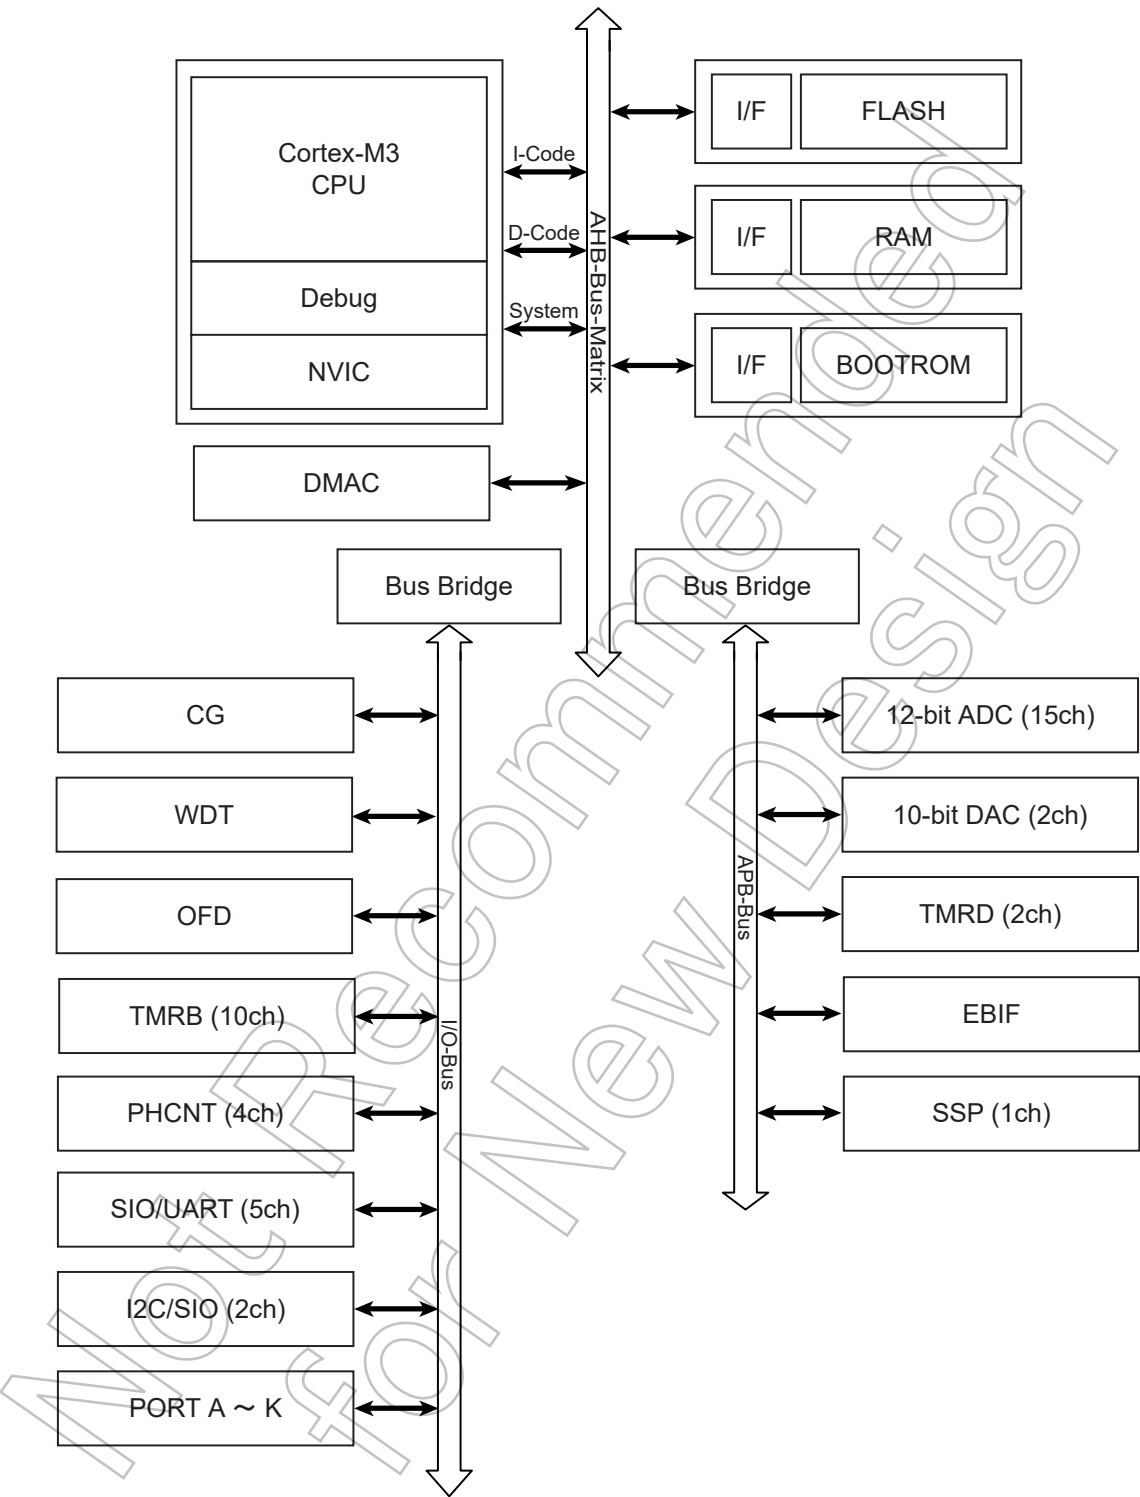 Cortex-M3
CPU
Debug
NVIC
I-Code
D-Code
System
AHB-Bus-Matrix
I/F
FLASH
I/F
RAM
I/F
BOOTROM
DMAC
Bus Bridge
Bus Bridge
CG
WDT
OFD
TMRB (10ch)
PHCNT (4ch)
SIO/UART (5ch)
I2C/SIO (2ch)
PORT A ～ K
I/O-Bus
APB-Bus
12-bit ADC (15ch)
10-bit DAC (2ch)
TMRD (2ch)
EBIF
SSP (1ch)
Not Recommended
for New Design